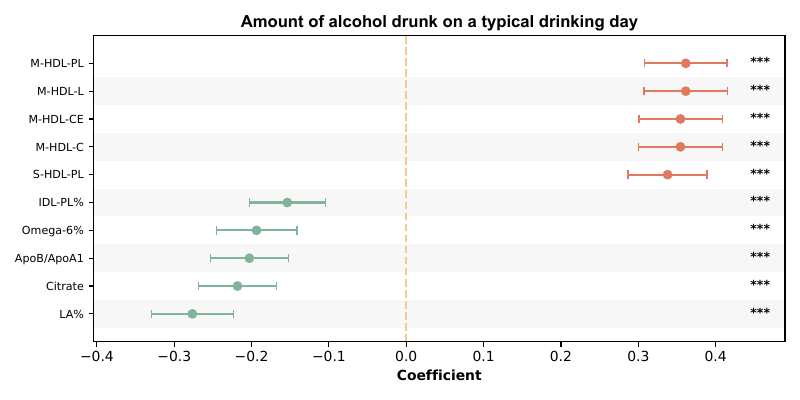 Amount of alcohol drunk on a typical drinking day
M-HDL-PL ***
M-HDL-L ***
M-HDL-CE ***
M-HDL-C ***
S-HDL-PL ***
IDL-PL% ***
Omega-6% ***
ApoB/ApoA1 ***
Citrate ***
LA% ***
−0.4 −0.3 −0.2 −0.1 0.0 0.1 0.2 0.3 0.4
Coefficient